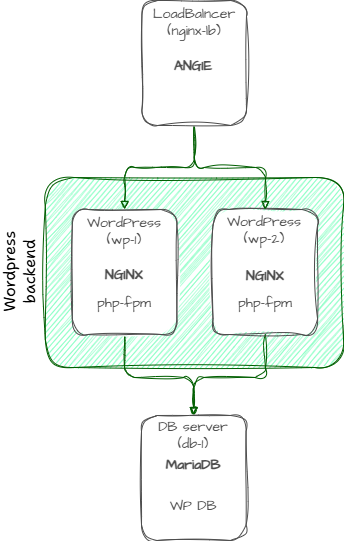 LoadBalncer
(nginx-lb)
ANGIE
Wordpress
backend
WordPress
(wp-1)
NGINX
php-fpm
WordPress
(wp-2)
NGINX
php-fpm
DB server
(db-1)
MariaDB
WP DB